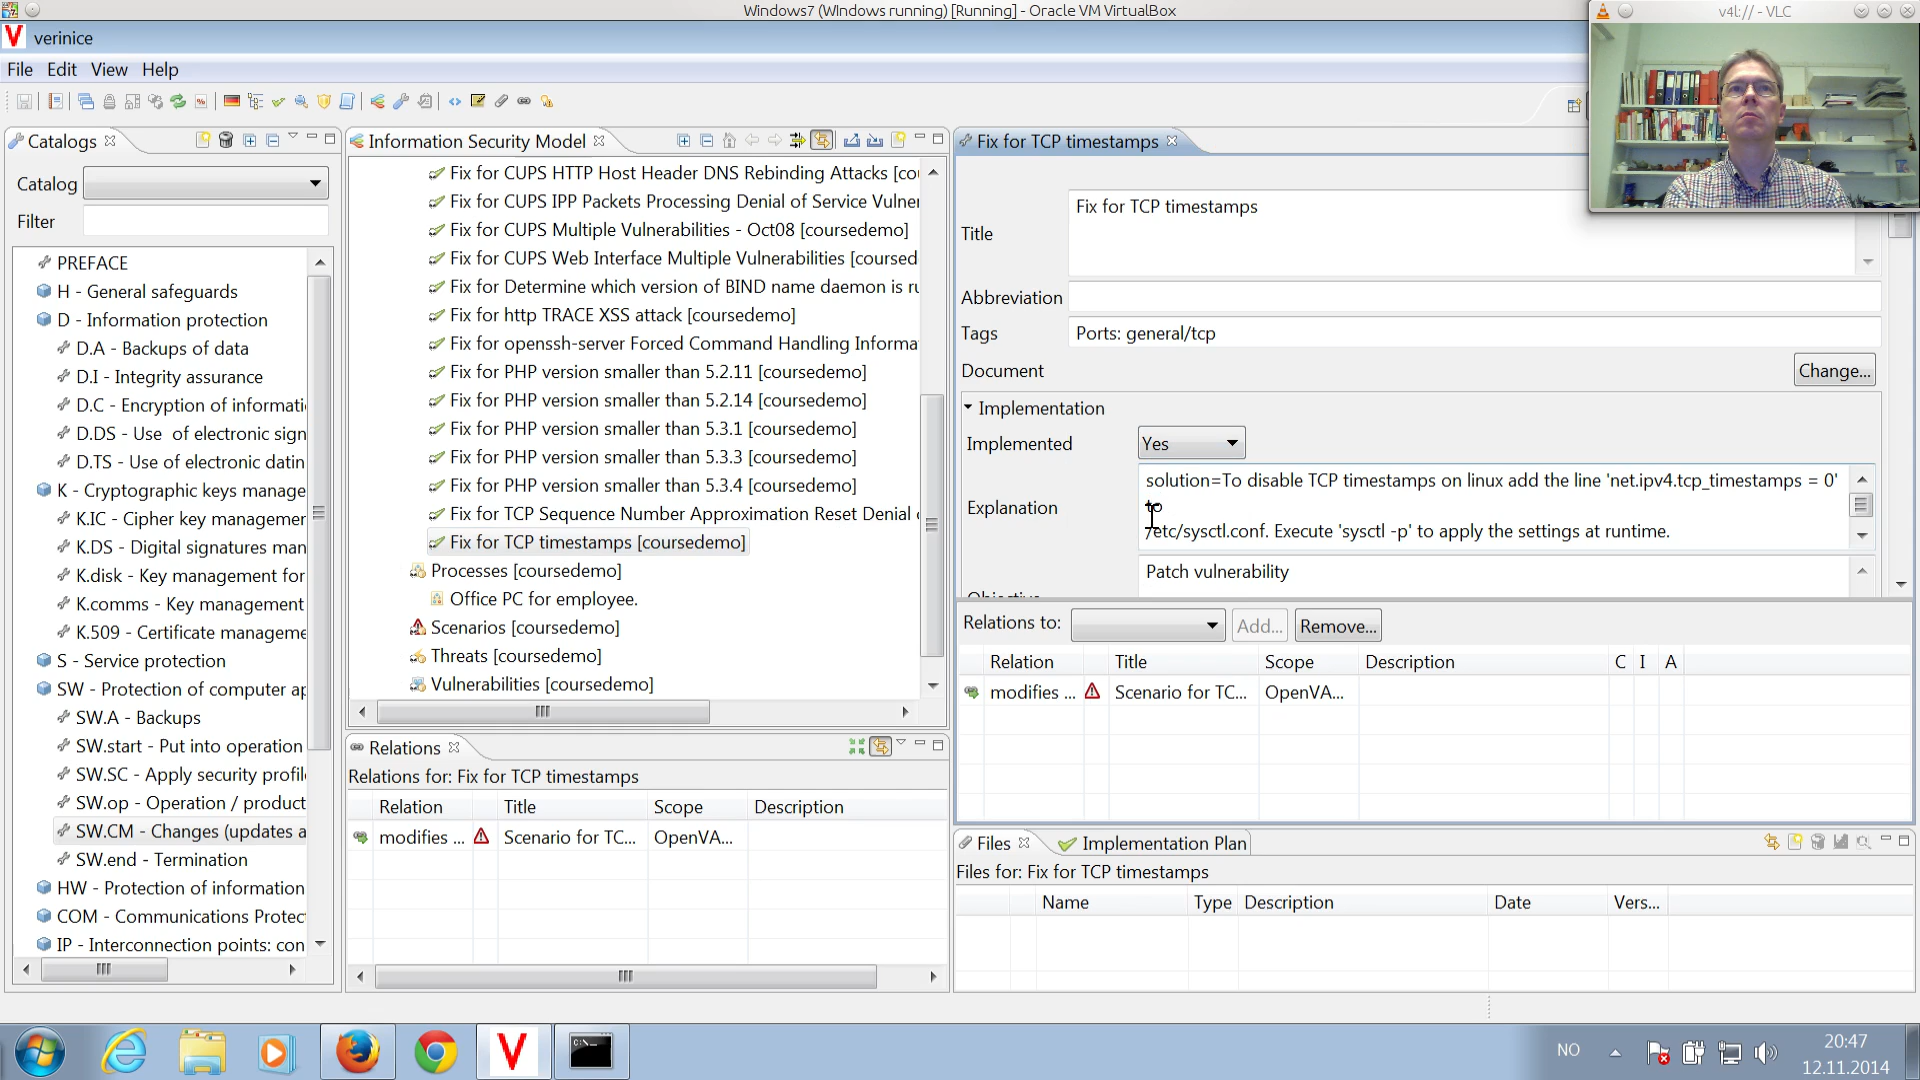 Windows7 (WIndows running) [Running] - Oracle VM VirtualBox
v4l:// - VLC
verinice
File Edit View Help
Catalogs
Catalog
Filter
PREFACE
H - General safeguards
D - Information protection
D.A - Backups of data
D.I - Integrity assurance
D.C - Encryption of informati
D.DS - Use of electronic sign
D.TS - Use of electronic datin
K - Cryptographic keys manage
K.IC - Cipher key management
K.DS - Digital signatures man
K.disk - Key management for
K.comms - Key management
K.509 - Certificate manageme
S - Service protection
SW - Protection of computer ap
SW.A - Backups
SW.start - Put into operation
SW.SC - Apply security profil
SW.op - Operation / product
SW.CM - Changes (updates a
SW.end - Termination
HW - Protection of information
COM - Communications Protec
IP - Interconnection points: con
Information Security Model
Fix for CUPS HTTP Host Header DNS Rebinding Attacks [cou
Fix for CUPS IPP Packets Processing Denial of Service Vulner
Fix for CUPS Multiple Vulnerabilities - Oct08 [coursedemo]
Fix for CUPS Web Interface Multiple Vulnerabilities [coursed
Fix for Determine which version of BIND name daemon is ru
Fix for http TRACE XSS attack [coursedemo]
Fix for openssh-server Forced Command Handling Informa
Fix for PHP version smaller than 5.2.11 [coursedemo]
Fix for PHP version smaller than 5.2.14 [coursedemo]
Fix for PHP version smaller than 5.3.1 [coursedemo]
Fix for PHP version smaller than 5.3.3 [coursedemo]
Fix for PHP version smaller than 5.3.4 [coursedemo]
Fix for TCP Sequence Number Approximation Reset Denial o
Fix for TCP timestamps [coursedemo]
Processes [coursedemo]
Office PC for employee.
Scenarios [coursedemo]
Threats [coursedemo]
Vulnerabilities [coursedemo]
Relations
Relations for: Fix for TCP timestamps
Relation Title Scope Description
modifies ... Scenario for TC... OpenVA...
Fix for TCP timestamps
Title
Fix for TCP timestamps
Abbreviation
Tags
Ports: general/tcp
Document
Change...
Implementation
Implemented
Yes
Explanation
solution=To disable TCP timestamps on linux add the line 'net.ipv4.tcp_timestamps = 0'
to
/etc/sysctl.conf. Execute 'sysctl -p' to apply the settings at runtime.
Objective
Patch vulnerability
Relations to:
Add...
Remove...
Relation Title Scope Description C I A
modifies ... Scenario for TC... OpenVA...
Files
Implementation Plan
Files for: Fix for TCP timestamps
Name Type Description Date Vers...
C:\_
NO
20:47
12.11.2014